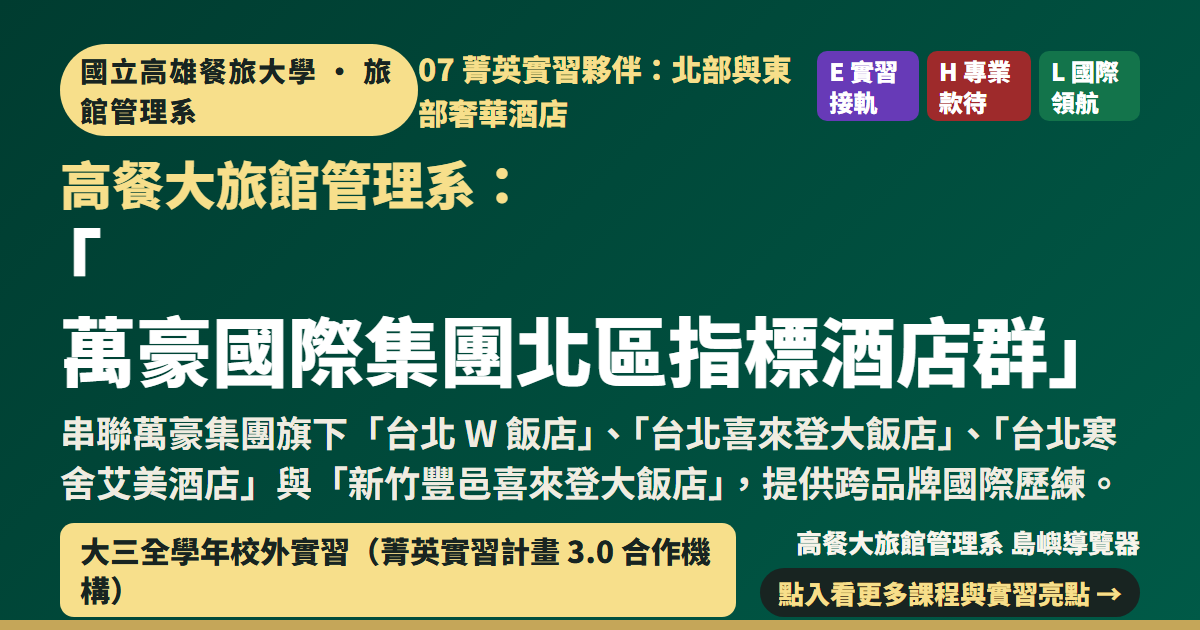 國立高雄餐旅大學 · 旅
館管理系
07 菁英實習夥伴：北部與東
部奢華酒店
E 實習
接軌
H 專業
款待
L 國際
領航
高餐大旅館管理系：
「
萬豪國際集團北區指標酒店群」
串聯萬豪集團旗下「台北 W 飯店」、「台北喜來登大飯店」、「台北寒
舍艾美酒店」與「新竹豐邑喜來登大飯店」，提供跨品牌國際歷練。
大三全學年校外實習（菁英實習計畫 3.0 合作機
構）
高餐大旅館管理系 島嶼導覽器
點入看更多課程與實習亮點 →